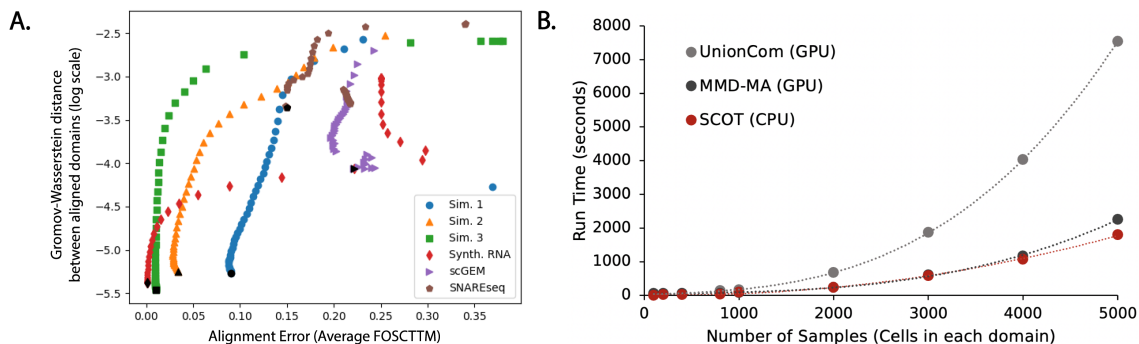 A.
Gromov-Wasserstein distance
between aligned domains (log scale)
−2.5
−3.0
−3.5
−4.0
−4.5
−5.0
−5.5
0.00 0.05 0.10 0.15 0.20 0.25 0.30 0.35
Alignment Error (Average FOSCTTM)
Sim. 1
Sim. 2
Sim. 3
Synth. RNA
scGEM
SNAREseq
B.
Run Time (seconds)
8000
7000
6000
5000
4000
3000
2000
1000
0
0 1000 2000 3000 4000 5000
Number of Samples (Cells in each domain)
UnionCom (GPU)
MMD-MA (GPU)
SCOT (CPU)